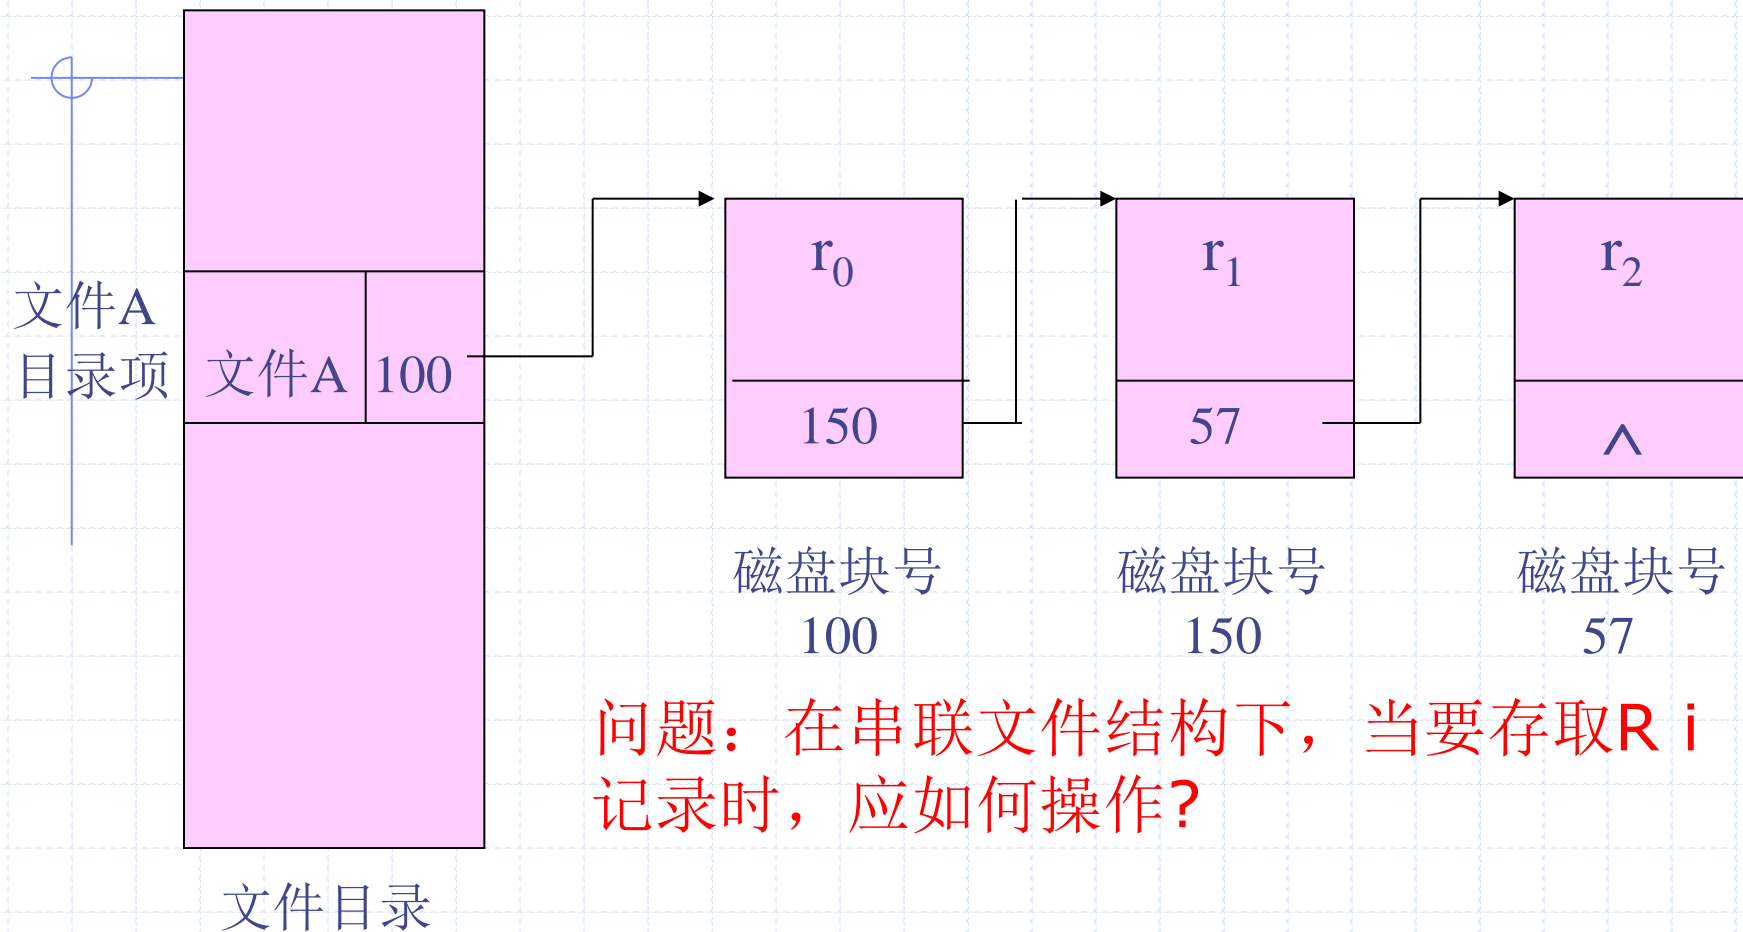 文件A
目录项
文件A 100
r0
150
r1
57
r2
∧
磁盘块号
100
磁盘块号
150
磁盘块号
57
问题：在串联文件结构下，当要存取R i
记录时，应如何操作?
文件目录